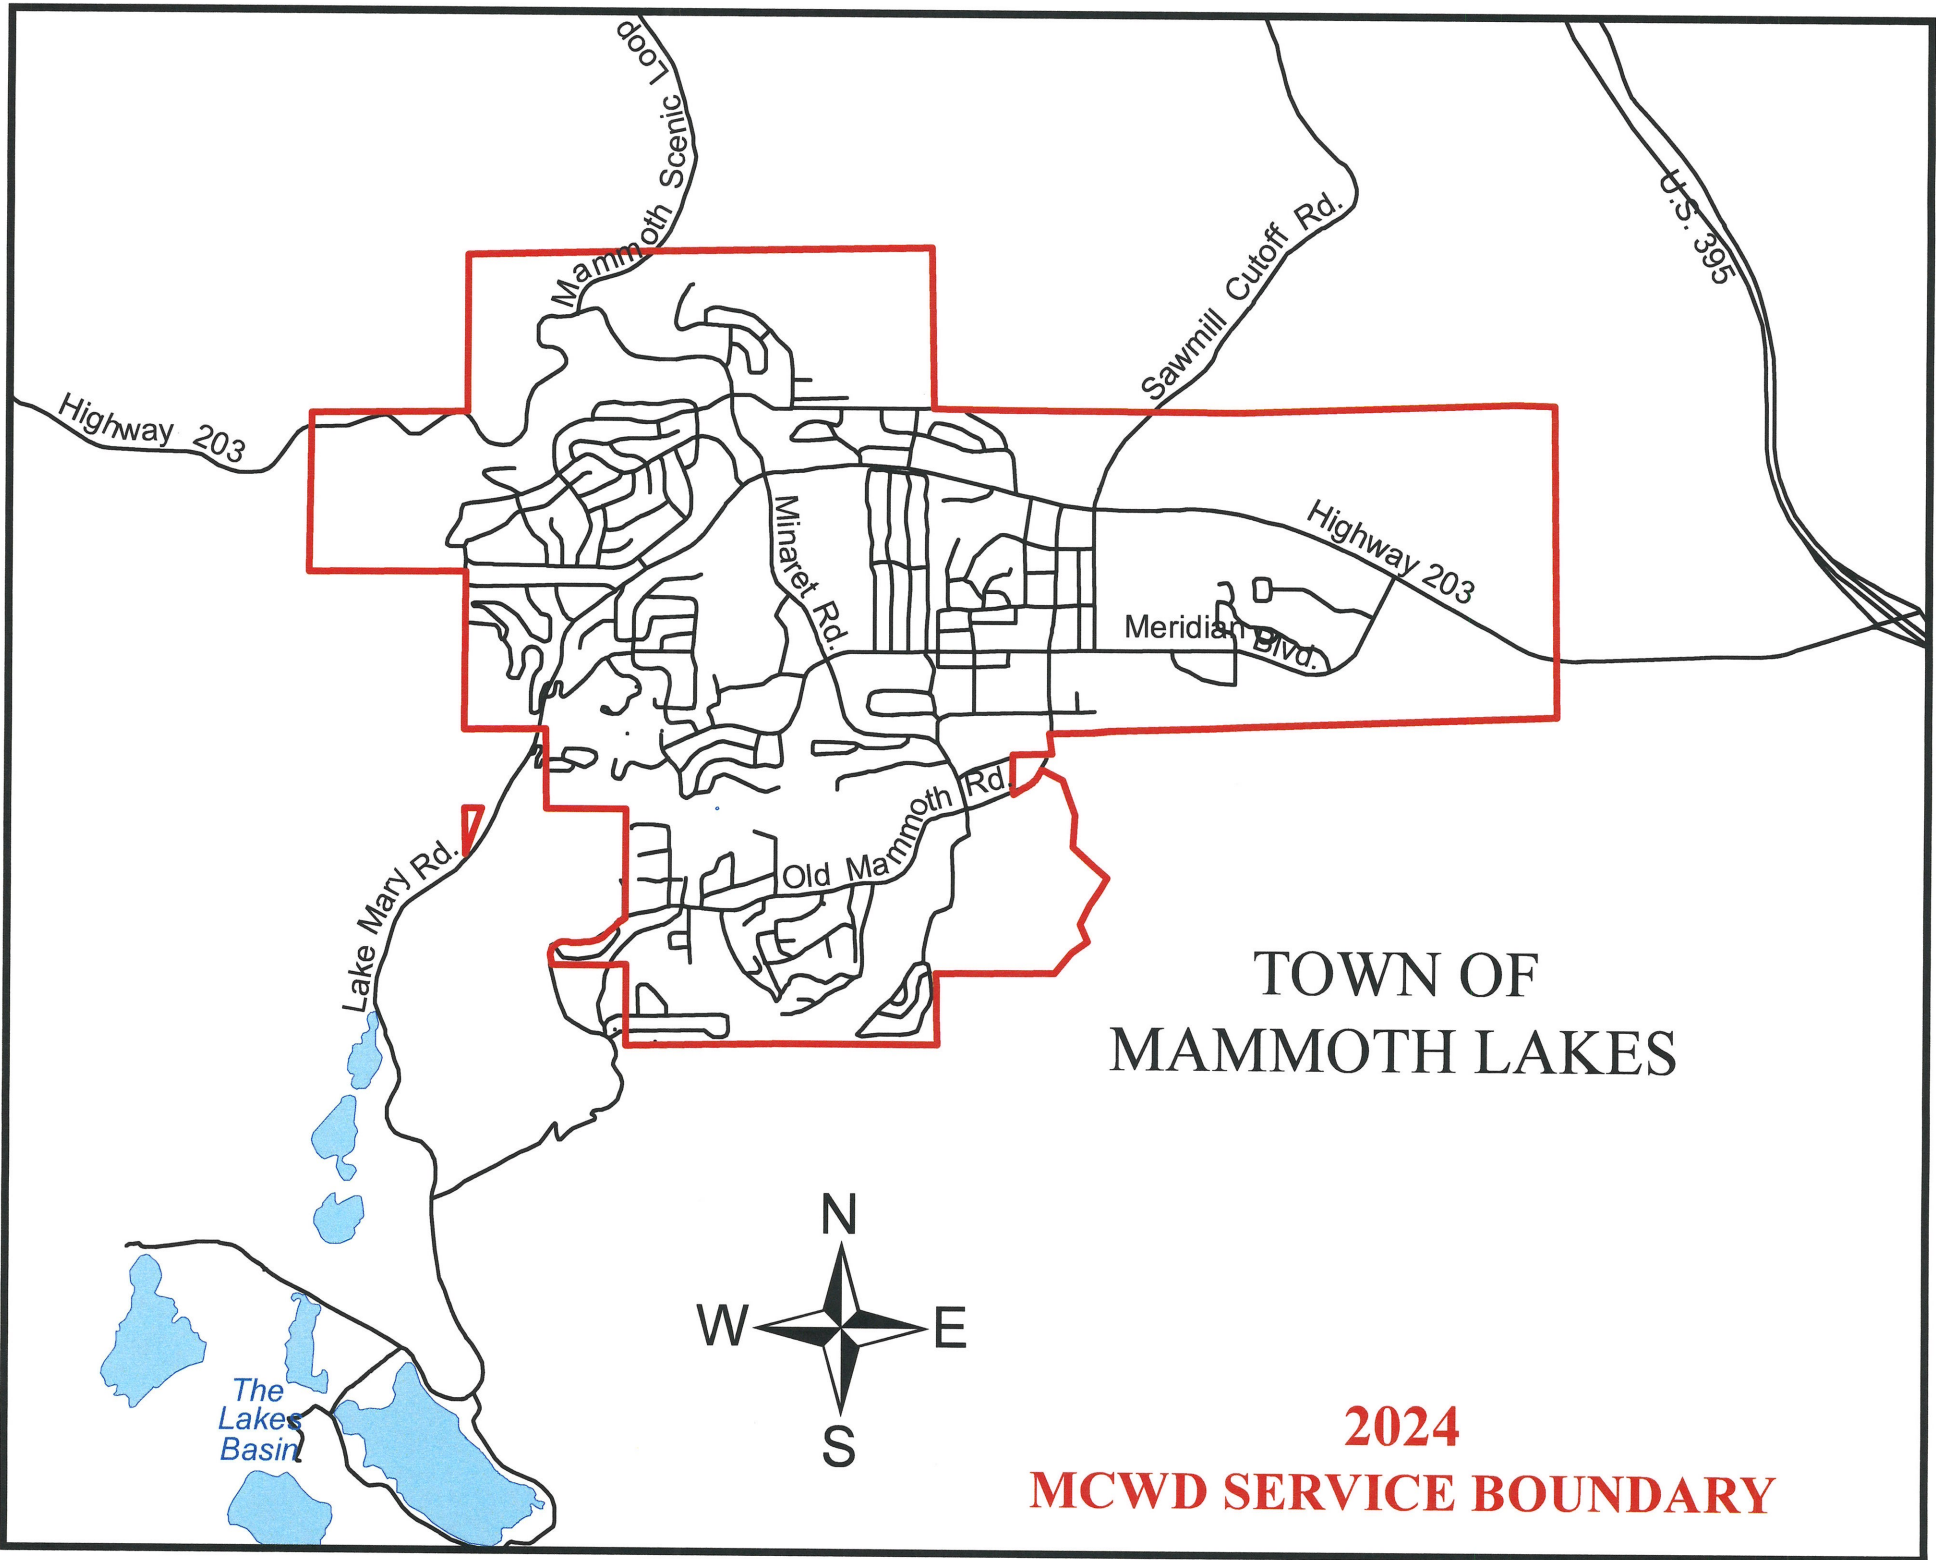 Mammoth Scenic Loop
Sawmill Cutoff Rd.
U.S. 395
Highway 203
Minaret Rd.
Highway 203
Meridian Blvd.
Old Mammoth Rd.
Lake Mary Rd.
TOWN OF
MAMMOTH LAKES
N
W
E
S
The
Lakes
Basin
2024
MCWD SERVICE BOUNDARY